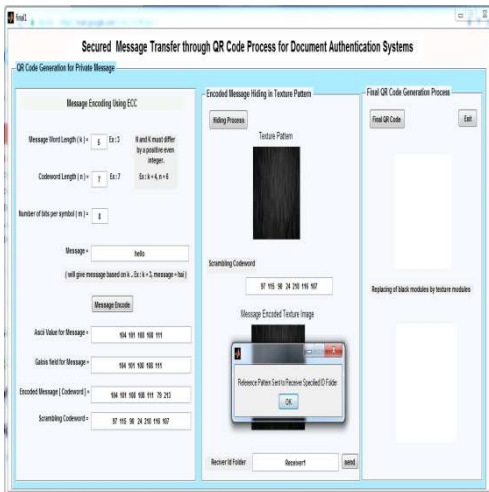 final1
Secured Message Transfer through QR Code Process for Document Authentication Systems
QR Code Generation for Private Message
Message Encoding Using ECC
Message Word Length ( k ) =
5
Ex : 3
N and K must differ
by a positive even
integer.
Codeword Length ( n ) =
7
Ex : 7
Ex : k = 4, n = 6
Number of bits per symbol ( m ) =
8
Message =
hello
( will give message based on k , Ex : k = 3, message = hai )
Message Encode
Ascii Value for Message =
104 101 108 108 111
Galois field for Message =
104 101 108 108 111
Encoded Message [ Codeword ] =
104 101 108 108 111 79 213
Scrambling Codeword =
97 115 98 24 210 116 107
Encoded Message Hiding in Texture Pattern
Hiding Process
Texture Pattern
Scrambling Codeword
97 115 98 24 210 116 107
Message Encoded Texture Image
Reference Pattern Sent to Receiver Specified ID Folder
OK
Reciver Id Folder
Receiver1
send
Final QR Code Generation Process
Final QR Code
Exit
Replacing of black modules by texture modules